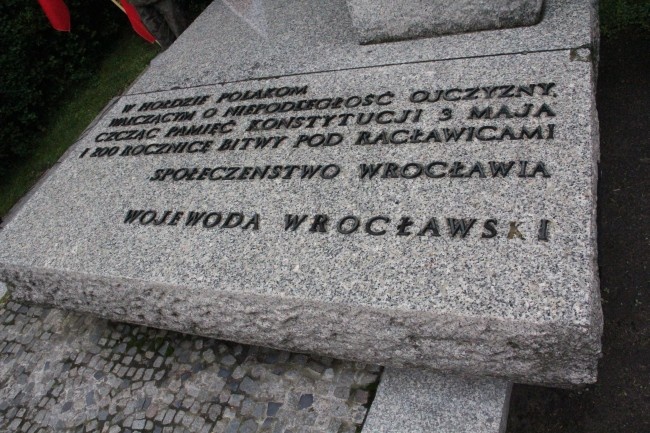 W HOŁDZIE POLAKOM
WALCZĄCYM O NIEPODLEGŁOŚĆ OJCZYZNY,
CZCZĄC PAMIĘĆ KONSTYTUCJI 3 MAJA
I 200 ROCZNICĘ BITWY POD RACŁAWICAMI
SPOŁECZEŃSTWO WROCŁAWIA
WOJEWODA WROCŁAWSKI